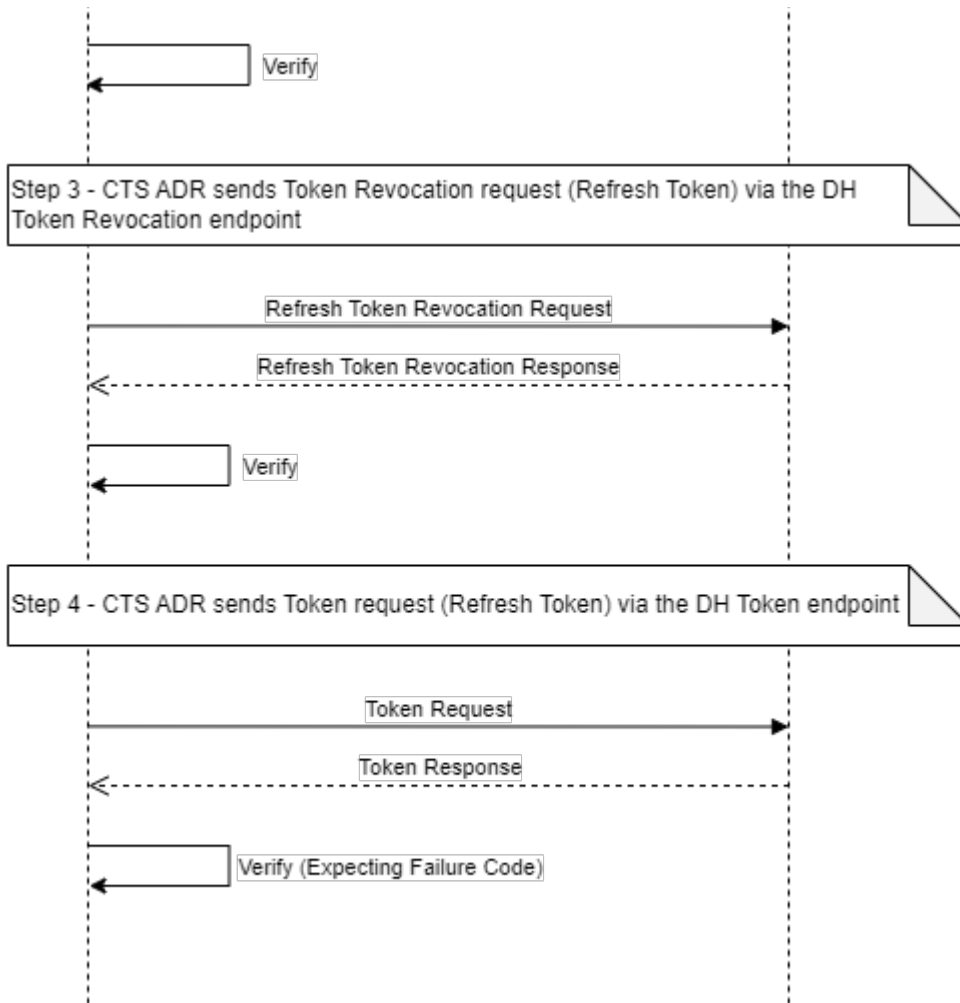 Verify
Step 3 - CTS ADR sends Token Revocation request (Refresh Token) via the DH
Token Revocation endpoint
Refresh Token Revocation Request
Refresh Token Revocation Response
Verify
Step 4 - CTS ADR sends Token request (Refresh Token) via the DH Token endpoint
Token Request
Token Response
Verify (Expecting Failure Code)